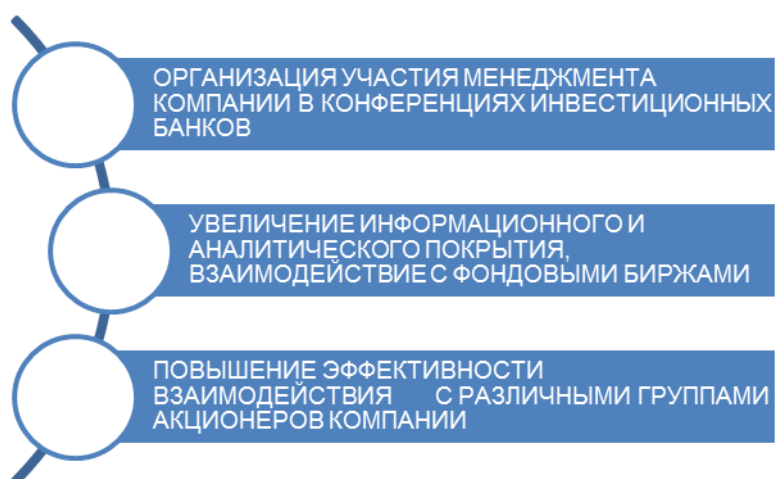 ОРГАНИЗАЦИЯ УЧАСТИЯ МЕНЕДЖМЕНТА
КОМПАНИИ В КОНФЕРЕНЦИЯХ ИНВЕСТИЦИОННЫХ
БАНКОВ
УВЕЛИЧЕНИЕ ИНФОРМАЦИОННОГО И
АНАЛИТИЧЕСКОГО ПОКРЫТИЯ,
ВЗАИМОДЕЙСТВИЕ С ФОНДОВЫМИ БИРЖАМИ
ПОВЫШЕНИЕ ЭФФЕКТИВНОСТИ
ВЗАИМОДЕЙСТВИЯ С РАЗЛИЧНЫМИ ГРУППАМИ
АКЦИОНЕРОВ КОМПАНИИ